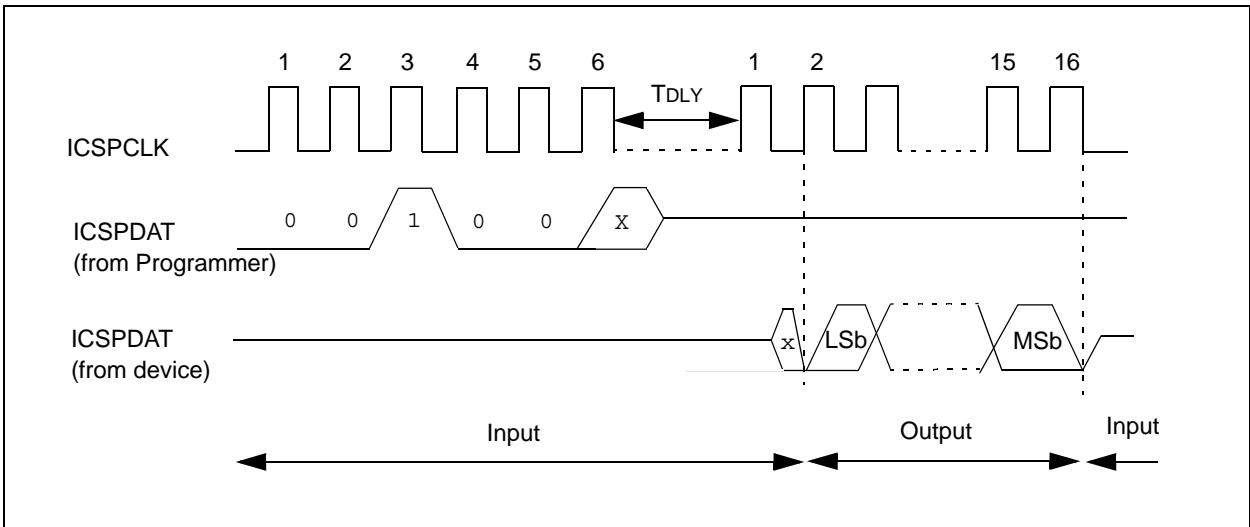 1 2 3 4 5 6 1 2 15 16
TDLY
ICSPCLK
0 0 1 0 0 X
ICSPDAT
(from Programmer)
ICSPDAT
(from device)
x LSb MSb
Input Output Input